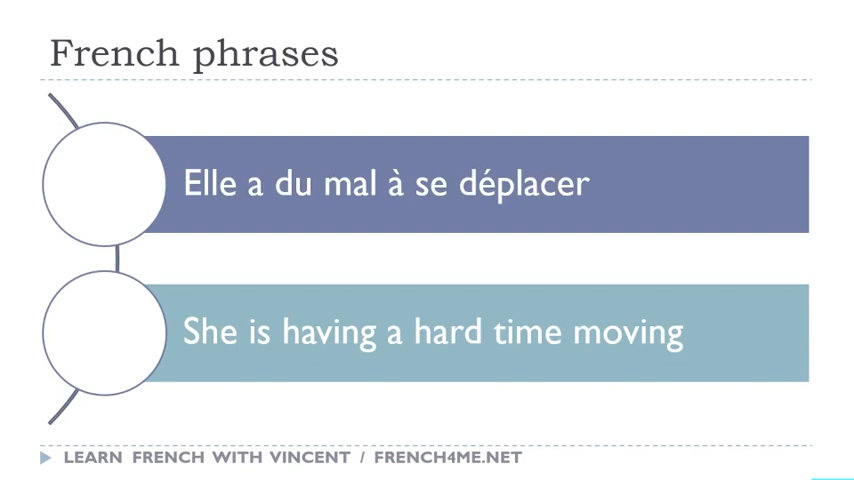 French phrases
Elle a du mal à se déplacer
She is having a hard time moving
LEARN FRENCH WITH VINCENT / FRENCH4ME.NET